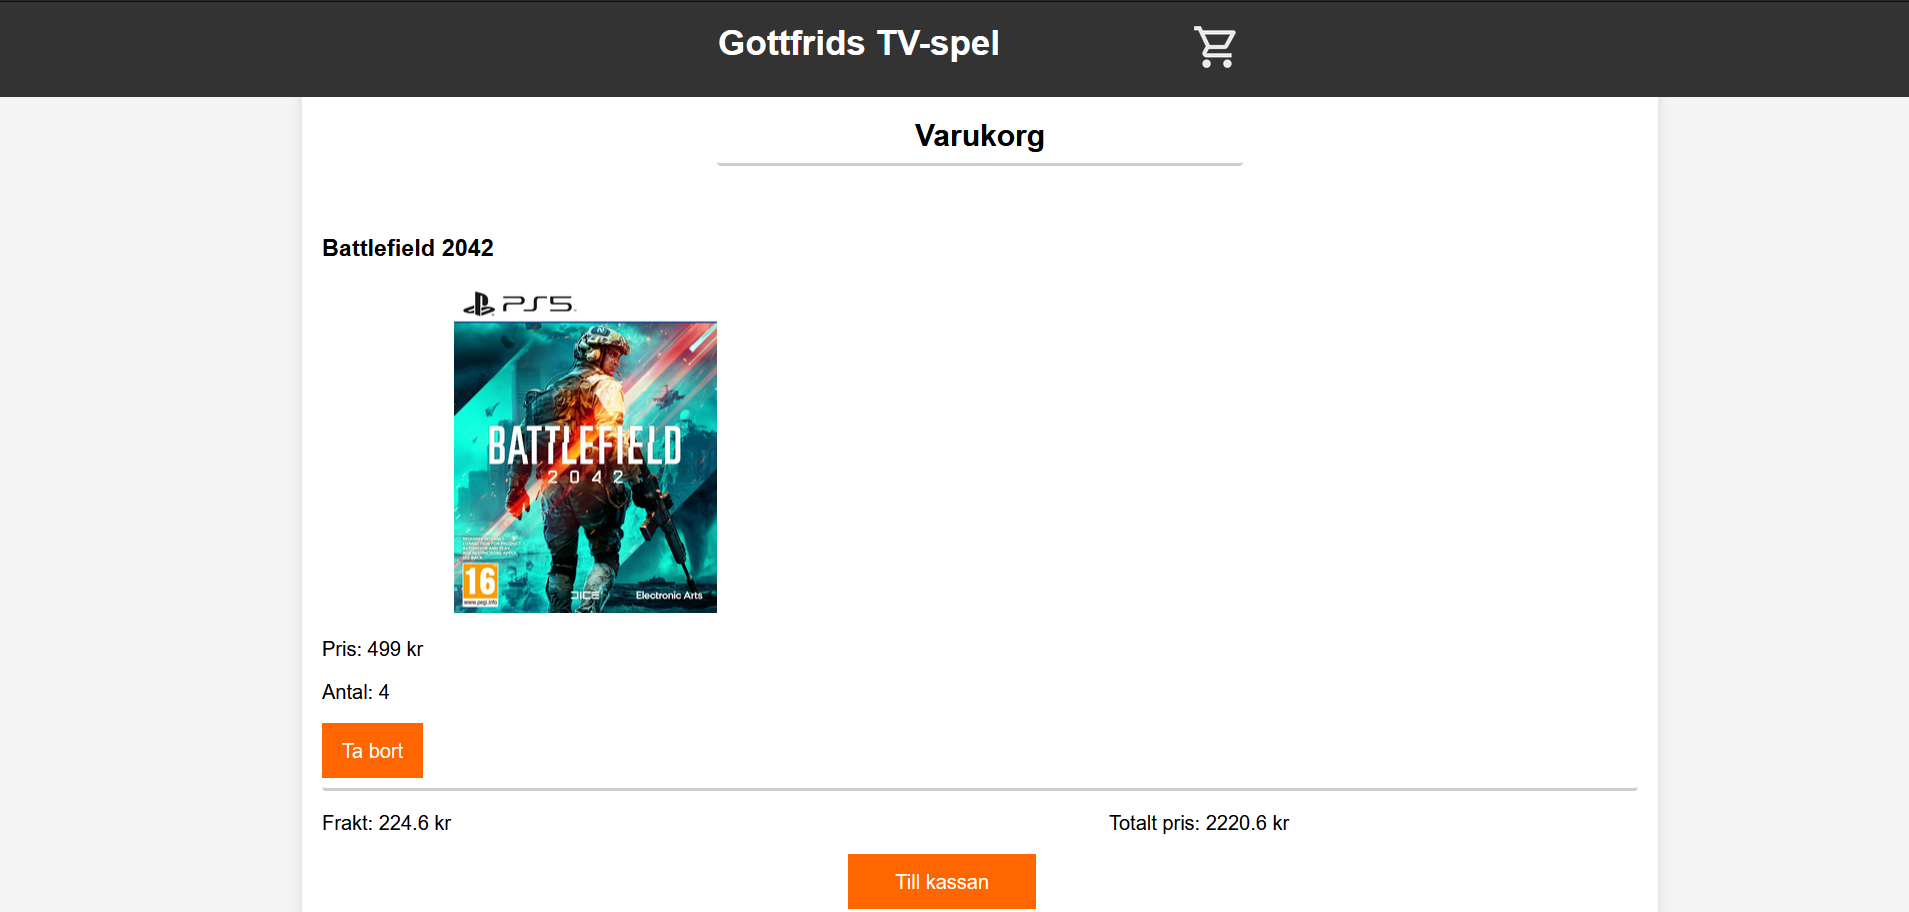 Gottfrids TV-spel
Varukorg
Battlefield 2042
PS5
BATTLEFIELD
2042
16
www.pegi.info
DICE
Electronic Arts
Pris: 499 kr
Antal: 4
Ta bort
Frakt: 224.6 kr
Totalt pris: 2220.6 kr
Till kassan